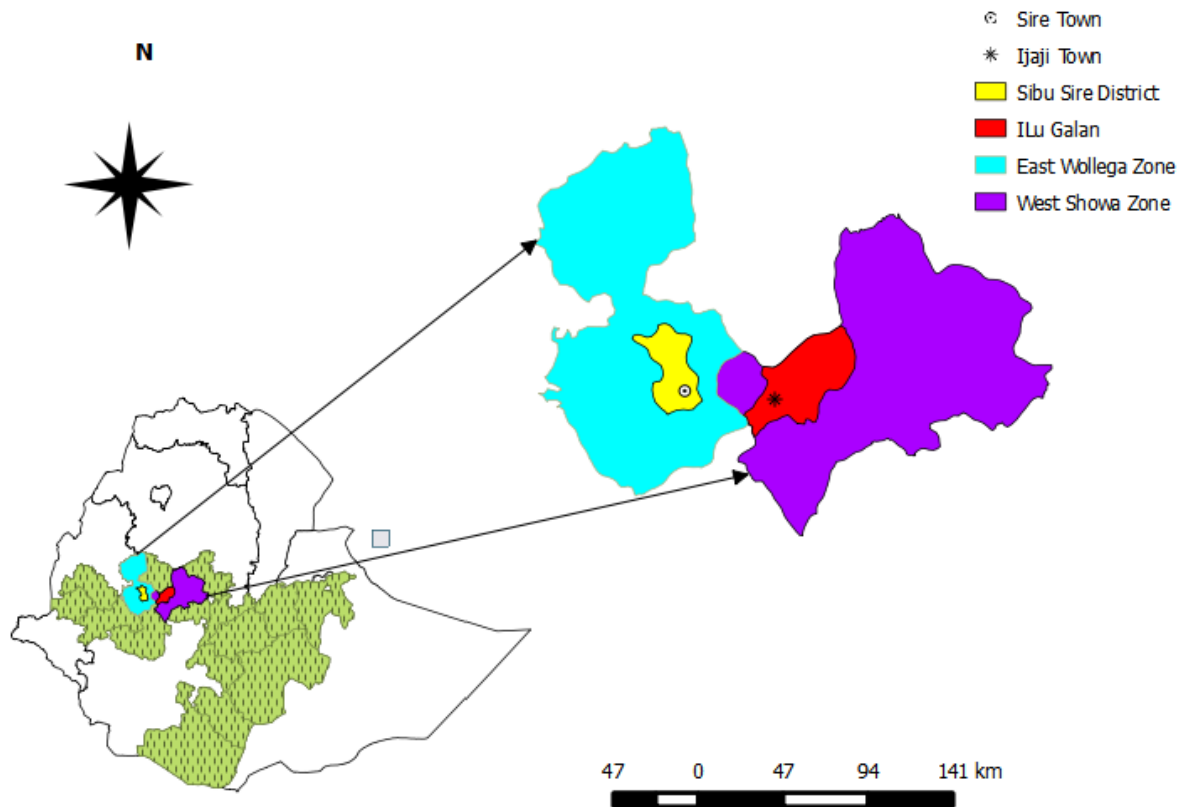 N
Sire Town
Ijaji Town
Sibu Sire District
ILu Galan
East Wollega Zone
West Showa Zone
47 0 47 94 141 km